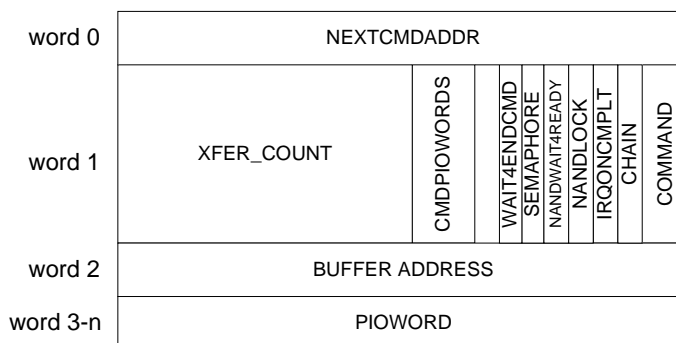 word 0
NEXTCMDADDR
word 1
XFER_COUNT
CMDPIOWORDS
WAIT4ENDCMD
SEMAPHORE
NANDWAIT4READY
NANDLOCK
IRQONCMPLT
CHAIN
COMMAND
word 2
BUFFER ADDRESS
word 3-n
PIOWORD